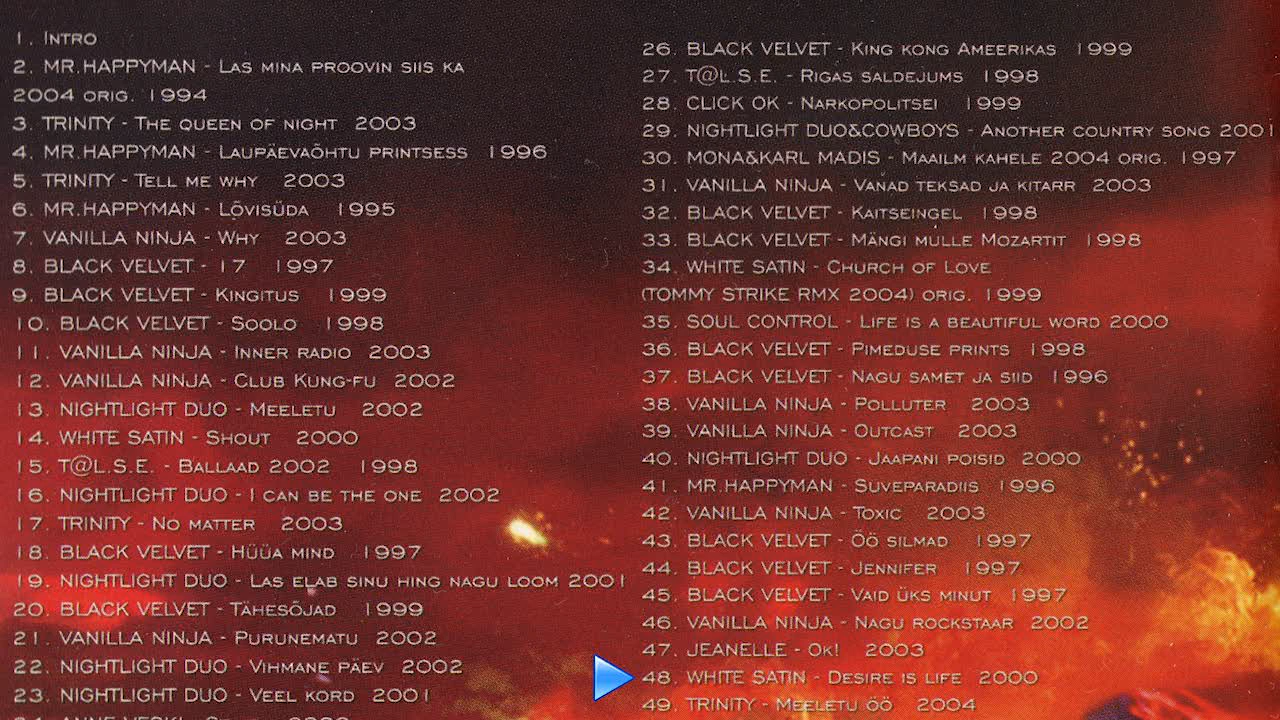 1. Intro
2. MR.HAPPYMAN - Las mina proovin siis ka
2004 orig. 1994
3. TRINITY - The queen of night 2003
4. MR.HAPPYMAN - Laupäevaõhtu printsess 1996
5. TRINITY - Tell me why 2003
6. MR.HAPPYMAN - Lõvisüda 1995
7. VANILLA NINJA - Why 2003
8. BLACK VELVET - 17 1997
9. BLACK VELVET - Kingitus 1999
10. BLACK VELVET - Soolo 1998
11. VANILLA NINJA - Inner radio 2003
12. VANILLA NINJA - Club Kung-fu 2002
13. NIGHTLIGHT DUO - Meeletu 2002
14. WHITE SATIN - Shout 2000
15. T@L.S.E. - Ballaad 2002 1998
16. NIGHTLIGHT DUO - I can be the one 2002
17. TRINITY - No matter 2003
18. BLACK VELVET - Hüüa mind 1997
19. NIGHTLIGHT DUO - Las elab sinu hing nagu loom 2001
20. BLACK VELVET - Tähesõjad 1999
21. VANILLA NINJA - Purunematu 2002
22. NIGHTLIGHT DUO - Vihmane päev 2002
23. NIGHTLIGHT DUO - Veel kord 2001
26. BLACK VELVET - King kong Ameerikas 1999
27. T@L.S.E. - Rigas saldejums 1998
28. CLICK OK - Narkopolitsei 1999
29. NIGHTLIGHT DUO&COWBOYS - Another country song 2001
30. MONA&KARL MADIS - Maailm kahele 2004 orig. 1997
31. VANILLA NINJA - Vanad teksad ja kitarr 2003
32. BLACK VELVET - Kaitseingel 1998
33. BLACK VELVET - Mängi mulle Mozartit 1998
34. WHITE SATIN - Church of Love
(TOMMY STRIKE RMX 2004) orig. 1999
35. SOUL CONTROL - Life is a beautiful word 2000
36. BLACK VELVET - Pimeduse prints 1998
37. BLACK VELVET - Nagu samet ja siid 1996
38. VANILLA NINJA - Polluter 2003
39. VANILLA NINJA - Outcast 2003
40. NIGHTLIGHT DUO - Jaapani poisid 2000
41. MR.HAPPYMAN - Suveparadiis 1996
42. VANILLA NINJA - Toxic 2003
43. BLACK VELVET - Öö silmad 1997
44. BLACK VELVET - Jennifer 1997
45. BLACK VELVET - Vaid üks minut 1997
46. VANILLA NINJA - Nagu rockstaar 2002
47. JEANELLE - Ok! 2003
48. WHITE SATIN - Desire is life 2000
49. TRINITY - Meeletu öö 2004